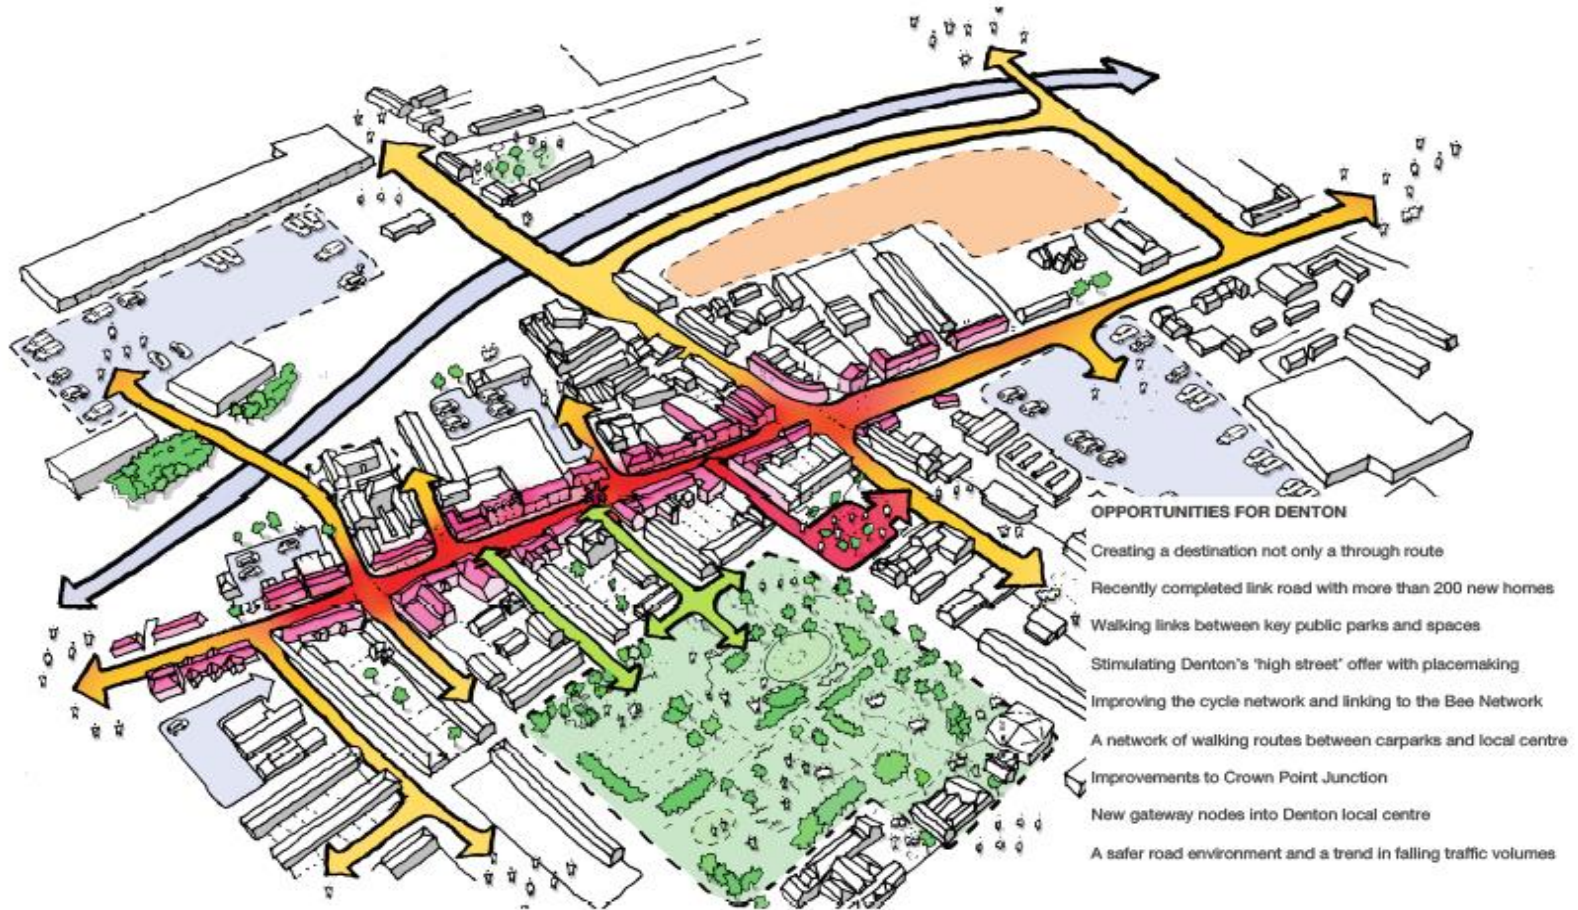 OPPORTUNITIES FOR DENTON
Creating a destination not only a through route
Recently completed link road with more than 200 new homes
Walking links between key public parks and spaces
Stimulating Denton's 'high street' offer with placemaking
Improving the cycle network and linking to the Bee Network
A network of walking routes between carparks and local centre
Improvements to Crown Point Junction
New gateway nodes into Denton local centre
A safer road environment and a trend in falling traffic volumes